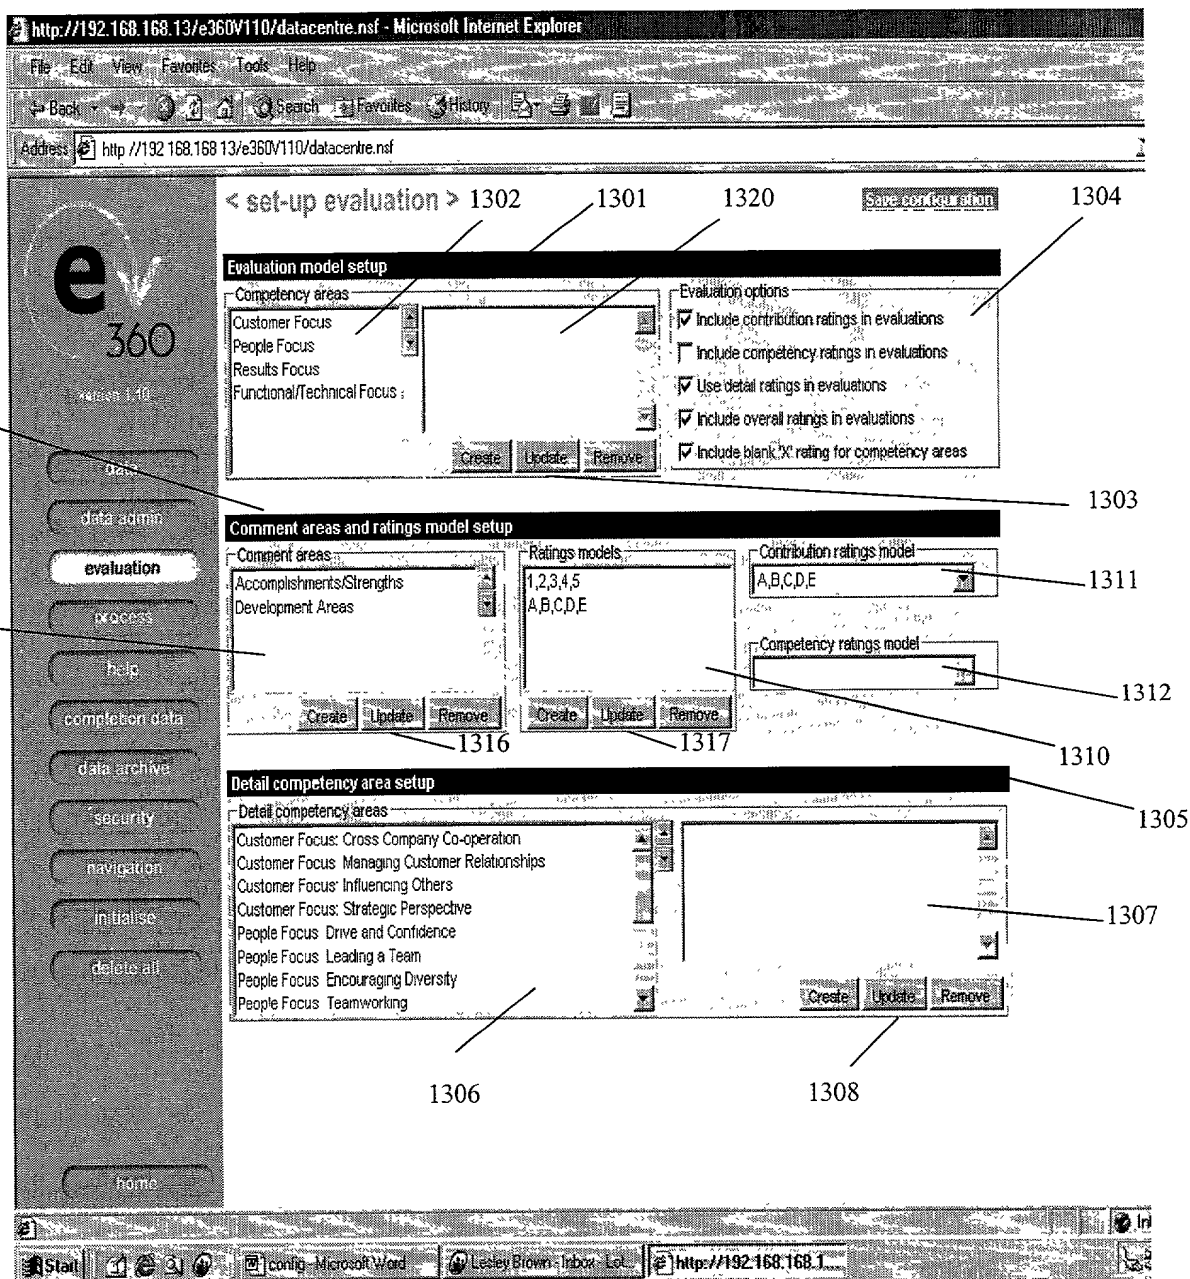 http://192.168.168.13/e360V110/datacentre.nsf - Microsoft Internet Explorer
File Edit View Favorites Tools Help
Back Search Favorites History
Address http //192 168.168 13/e360V110/datacentre.nsf
< set-up evaluation > 1302 1301 1320 Save configuration 1304
e
360
version 1.10
Evaluation model setup
Competency areas
Customer Focus
People Focus
Results Focus
Functional/Technical Focus
Create Update Remove
Evaluation options
Include contribution ratings in evaluations
Include competency ratings in evaluations
Use detail ratings in evaluations
Include overall ratings in evaluations
Include blank 'X' rating for competency areas
1303
data
data admin
evaluation
process
help
completion data
data archive
security
navigation
initialise
delete all
home
Comment areas and ratings model setup
Comment areas
Accomplishments/Strengths
Development Areas
Create Update Remove
1316
Ratings models
1,2,3,4,5
A,B,C,D,E
Create Update Remove
1317
Contribution ratings model
A,B,C,D,E
1311
Competency ratings model
1312
1310
Detail competency area setup
1305
Detail competency areas
Customer Focus: Cross Company Co-operation
Customer Focus Managing Customer Relationships
Customer Focus Influencing Others
Customer Focus: Strategic Perspective
People Focus Drive and Confidence
People Focus Leading a Team
People Focus Encouraging Diversity
People Focus Teamworking
1307
Create Update Remove
1306 1308
Start config - Microsoft Word Lesley Brown - Inbox - Lot... http://192.168.168.1...